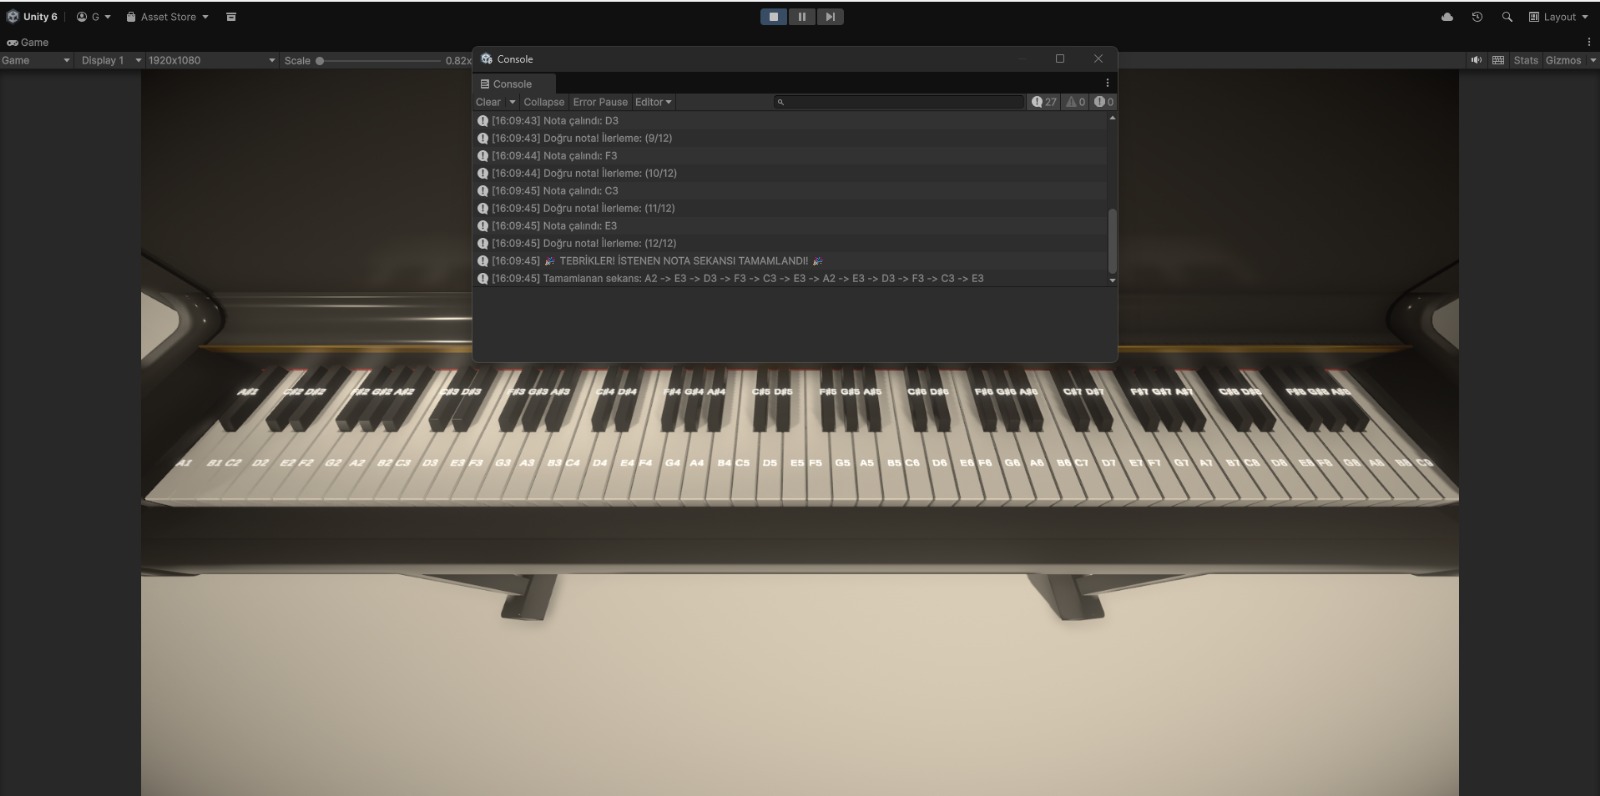 Unity 6 G Asset Store Layout
Game
Game Display 1 1920x1080 Scale 0.82x Stats Gizmos
Console
Console
Clear Collapse Error Pause Editor 27 0 0
[16:09:43] Nota çalındı: D3
[16:09:43] Doğru nota! İlerleme: (9/12)
[16:09:44] Nota çalındı: F3
[16:09:44] Doğru nota! İlerleme: (10/12)
[16:09:45] Nota çalındı: C3
[16:09:45] Doğru nota! İlerleme: (11/12)
[16:09:45] Nota çalındı: E3
[16:09:45] Doğru nota! İlerleme: (12/12)
[16:09:45] 🎉 TEBRİKLER! İSTENEN NOTA SEKANSI TAMAMLANDI! 🎉
[16:09:45] Tamamlanan sekans: A2 -> E3 -> D3 -> F3 -> C3 -> E3 -> A2 -> E3 -> D3 -> F3 -> C3 -> E3
C#2 D#2 F#2 G#2 A#2 C#3 D#3 F#3 G#3 A#3 C#4 D#4 F#4 G#4 A#4 C#5 D#5 F#5 G#5 A#5 C#6 D#6 F#6 G#6 A#6 C#7 D#7 F#7 G#7 A#7 C#8 D#8 F#8 G#8 A#8
A1 B1 C2 D2 E2 F2 G2 A2 B2 C3 D3 E3 F3 G3 A3 B3 C4 D4 E4 F4 G4 A4 B4 C5 D5 E5 F5 G5 A5 B5 C6 D6 E6 F6 G6 A6 B6 C7 D7 E7 F7 G7 A7 B7 C8 D8 E8 F8 G8 A8 B8 C9